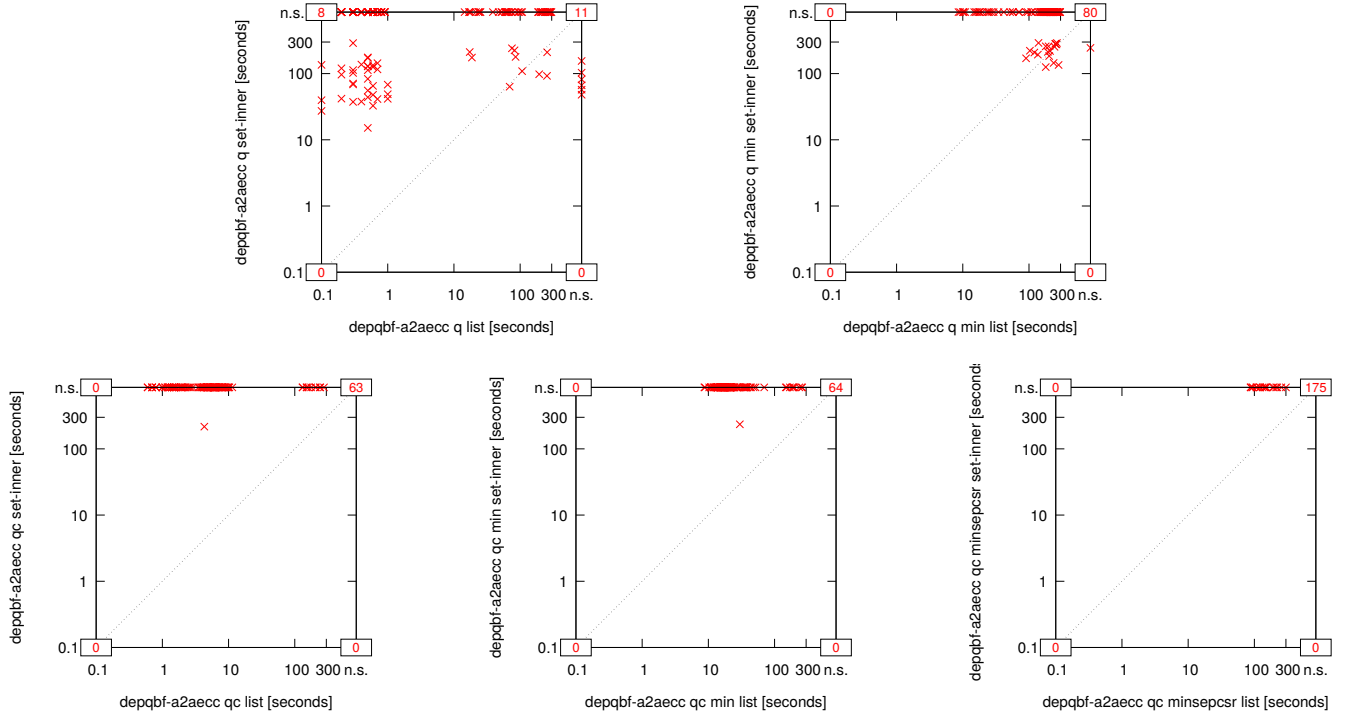 n.s.
8
11
300
100
10
1
0.1
0
0
0.1 1 10 100 300 n.s.
depqbf-a2aecc q set-inner [seconds]
depqbf-a2aecc q list [seconds]
n.s.
0
80
300
100
10
1
0.1
0
0
0.1 1 10 100 300 n.s.
depqbf-a2aecc q min set-inner [seconds]
depqbf-a2aecc q min list [seconds]
n.s.
0
63
300
100
10
1
0.1
0
0
0.1 1 10 100 300 n.s.
depqbf-a2aecc qc set-inner [seconds]
depqbf-a2aecc qc list [seconds]
n.s.
0
64
300
100
10
1
0.1
0
0
0.1 1 10 100 300 n.s.
depqbf-a2aecc qc min set-inner [seconds]
depqbf-a2aecc qc min list [seconds]
n.s.
0
175
300
100
10
1
0.1
0
0
0.1 1 10 100 300 n.s.
depqbf-a2aecc qc minsepcsr set-inner [second
depqbf-a2aecc qc minsepcsr list [seconds]